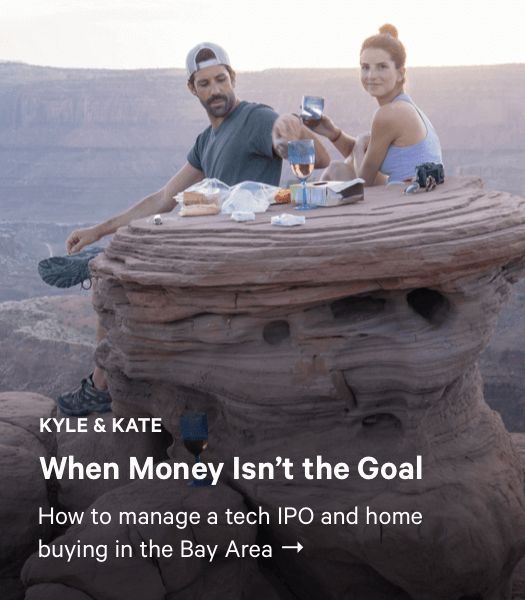 KYLE & KATE
When Money Isn’t the Goal
How to manage a tech IPO and home
buying in the Bay Area →